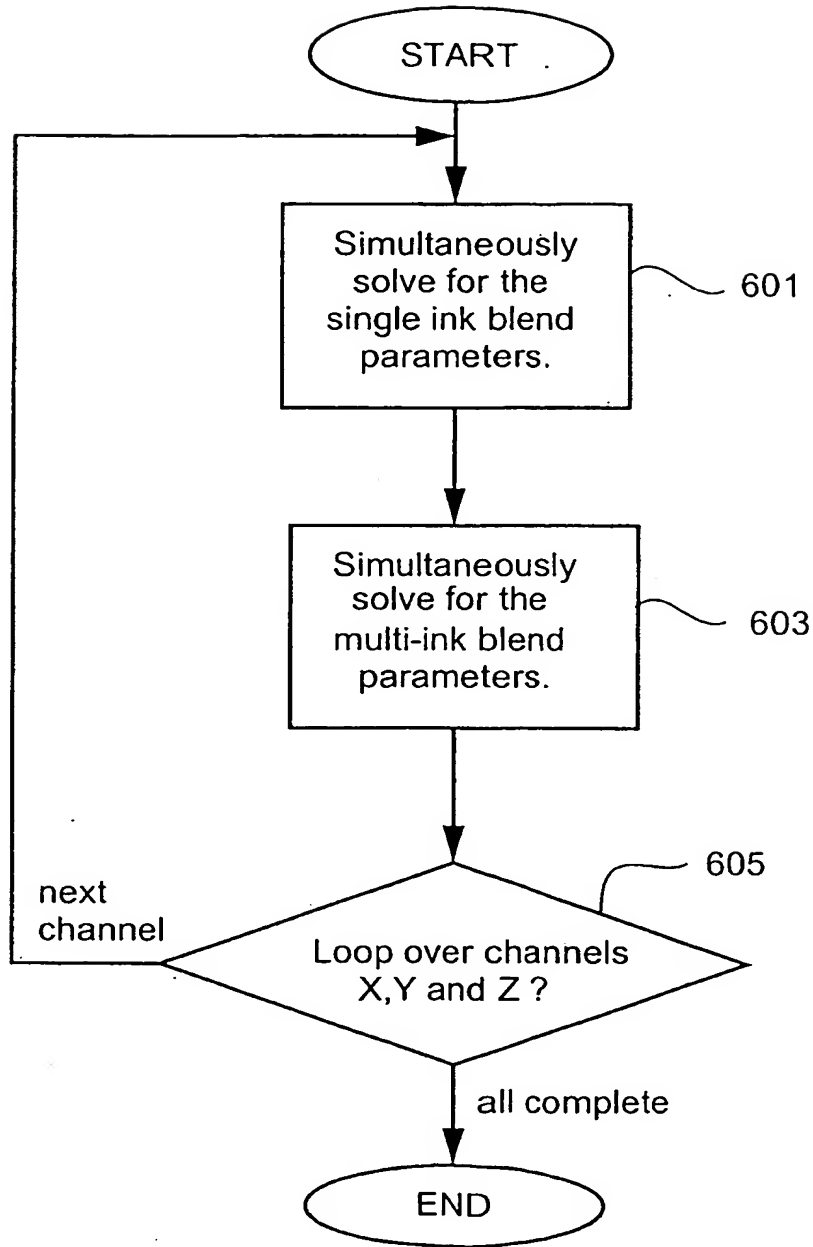 START
Simultaneously
solve for the
single ink blend
parameters.
601
Simultaneously
solve for the
multi-ink blend
parameters.
603
605
next
channel
Loop over channels
X,Y and Z ?
all complete
END